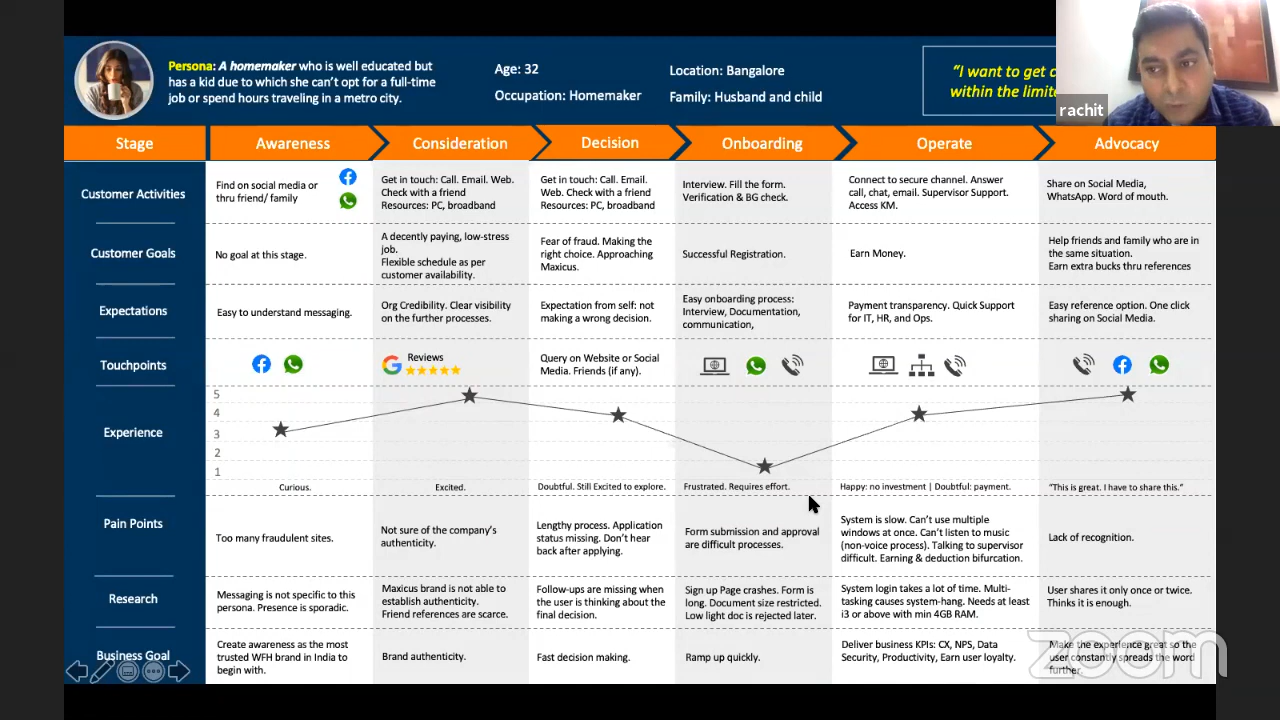 Persona: A homemaker who is well educated but
has a kid due to which she can't opt for a full-time
job or spend hours traveling in a metro city.
Age: 32
Occupation: Homemaker
Location: Bangalore
Family: Husband and child
"I want to get
within the limite
rachit
Stage
Awareness
Consideration
Decision
Onboarding
Operate
Advocacy
Customer Activities
Find on social media or
thru friend/ family
Get in touch: Call. Email. Web.
Check with a friend
Resources: PC, broadband
Get in touch: Call. Email.
Web. Check with a friend
Resources: PC, broadband
Interview. Fill the form.
Verification & BG check.
Connect to secure channel. Answer
call, chat, email. Supervisor Support.
Access KM.
Share on Social Media,
WhatsApp. Word of mouth.
Customer Goals
No goal at this stage.
A decently paying, low-stress
job.
Flexible schedule as per
customer availability.
Fear of fraud. Making the
right choice. Approaching
Maxicus.
Successful Registration.
Earn Money.
Help friends and family who are in
the same situation.
Earn extra bucks thru references
Expectations
Easy to understand messaging.
Org Credibility. Clear visibility
on the further processes.
Expectation from self: not
making a wrong decision.
Easy onboarding process:
Interview, Documentation,
communication,
Payment transparency. Quick Support
for IT, HR, and Ops.
Easy reference option. One click
sharing on Social Media.
Touchpoints
Reviews
Query on Website or Social
Media. Friends (if any).
Experience
5
4
3
2
1
Curious.
Excited.
Doubtful. Still Excited to explore.
Frustrated. Requires effort.
Happy: no investment | Doubtful: payment.
"This is great. I have to share this."
Pain Points
Too many fraudulent sites.
Not sure of the company's
authenticity.
Lengthy process. Application
status missing. Don't hear
back after applying.
Form submission and approval
are difficult processes.
System is slow. Can't use multiple
windows at once. Can't listen to music
(non-voice process). Talking to supervisor
difficult. Earning & deduction bifurcation.
Lack of recognition.
Research
Messaging is not specific to this
persona. Presence is sporadic.
Maxicus brand is not able to
establish authenticity.
Friend references are scarce.
Follow-ups are missing when
the user is thinking about the
final decision.
Sign up Page crashes. Form is
long. Document size restricted.
Low light doc is rejected later.
System login takes a lot of time. Multi-
tasking causes system-hang. Needs at least
i3 or above with min 4GB RAM.
User shares it only once or twice.
Thinks it is enough.
Business Goal
Create awareness as the most
trusted WFH brand in India to
begin with.
Brand authenticity.
Fast decision making.
Ramp up quickly.
Deliver business KPIs: CX, NPS, Data
Security, Productivity, Earn user loyalty.
Make the experience great so the
user constantly spreads the word
further.
zoom